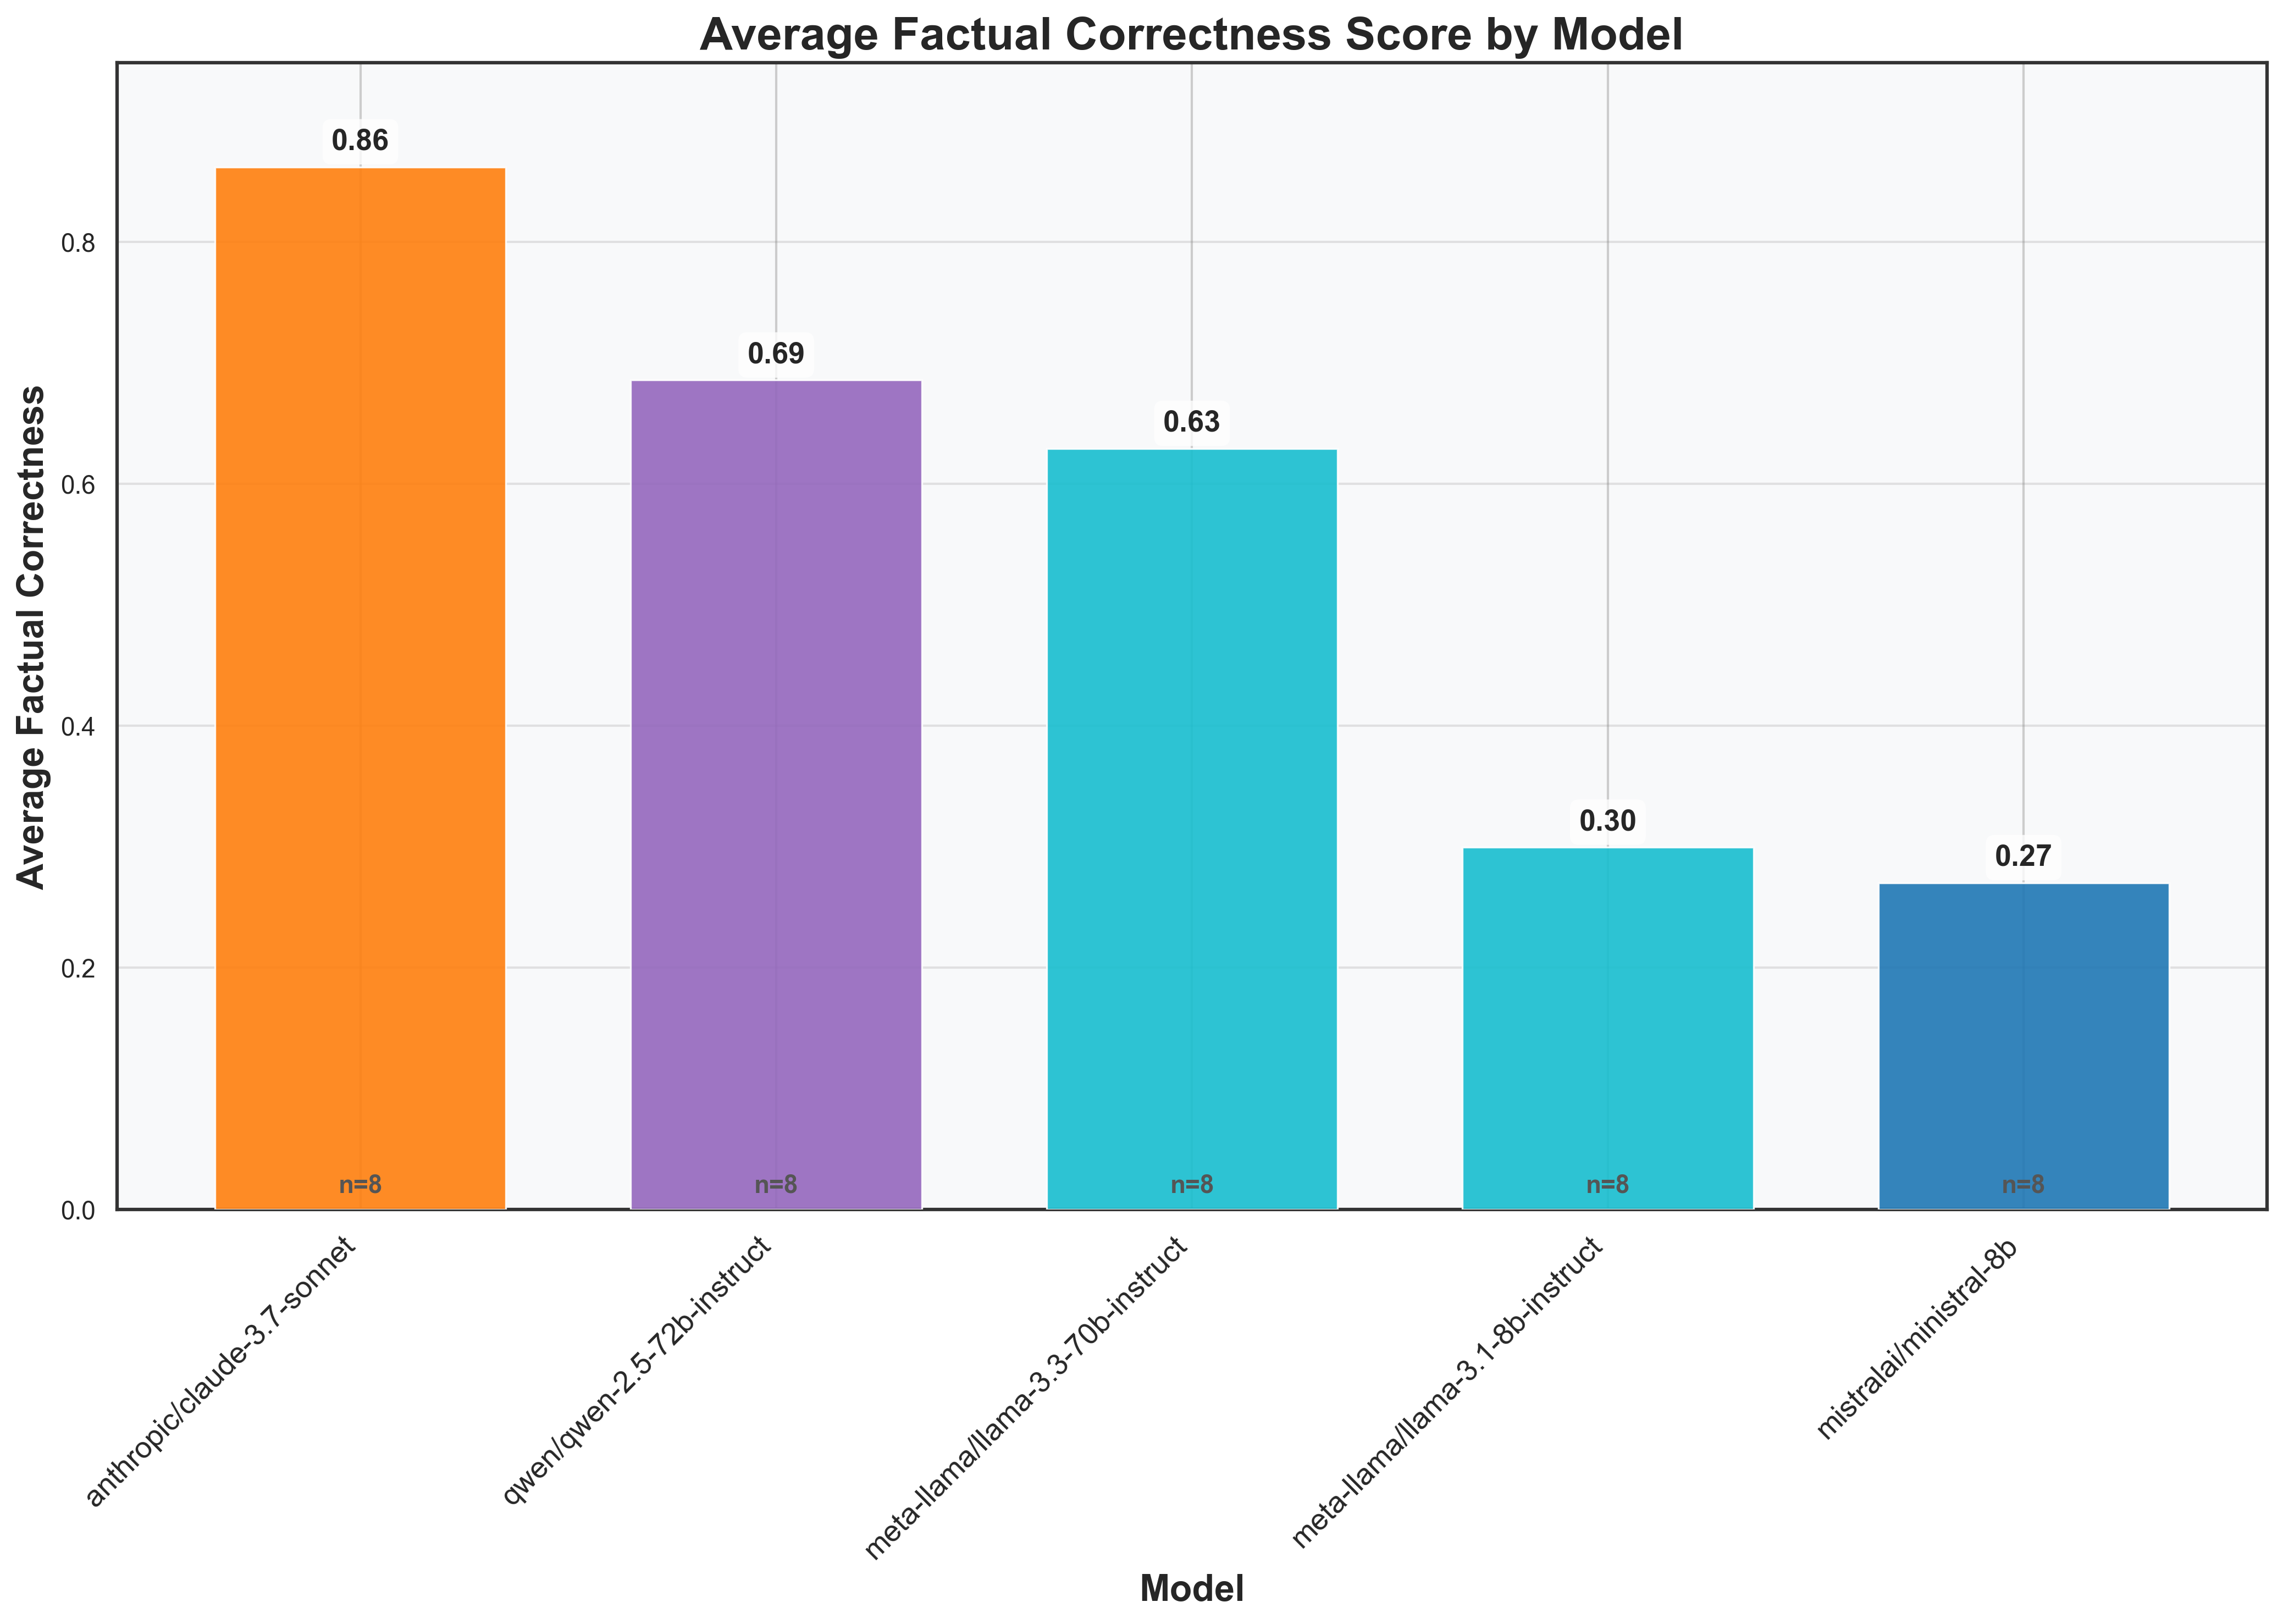 Average Factual Correctness Score by Model
Average Factual Correctness
0.8
0.6
0.4
0.2
0.0
0.86
0.69
0.63
0.30
0.27
n=8
n=8
n=8
n=8
n=8
anthropic/claude-3.7-sonnet
qwen/qwen-2.5-72b-instruct
meta-llama/llama-3.3-70b-instruct
meta-llama/llama-3.1-8b-instruct
mistralai/ministral-8b
Model